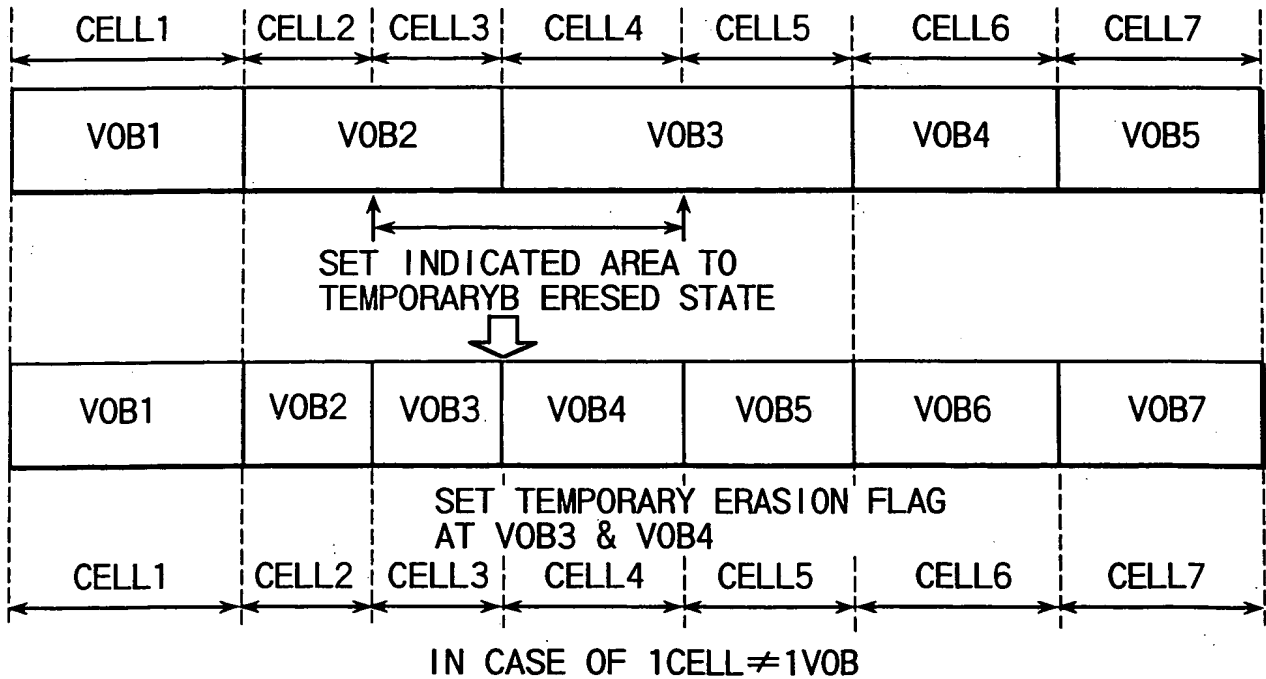 CELL1 CELL2 CELL3 CELL4 CELL5 CELL6 CELL7
VOB1 VOB2 VOB3 VOB4 VOB5
SET INDICATED AREA TO
TEMPORARYB ERESED STATE
VOB1 VOB2 VOB3 VOB4 VOB5 VOB6 VOB7
SET TEMPORARY ERASION FLAG
AT VOB3 & VOB4
CELL1 CELL2 CELL3 CELL4 CELL5 CELL6 CELL7
IN CASE OF 1CELL≠1VOB